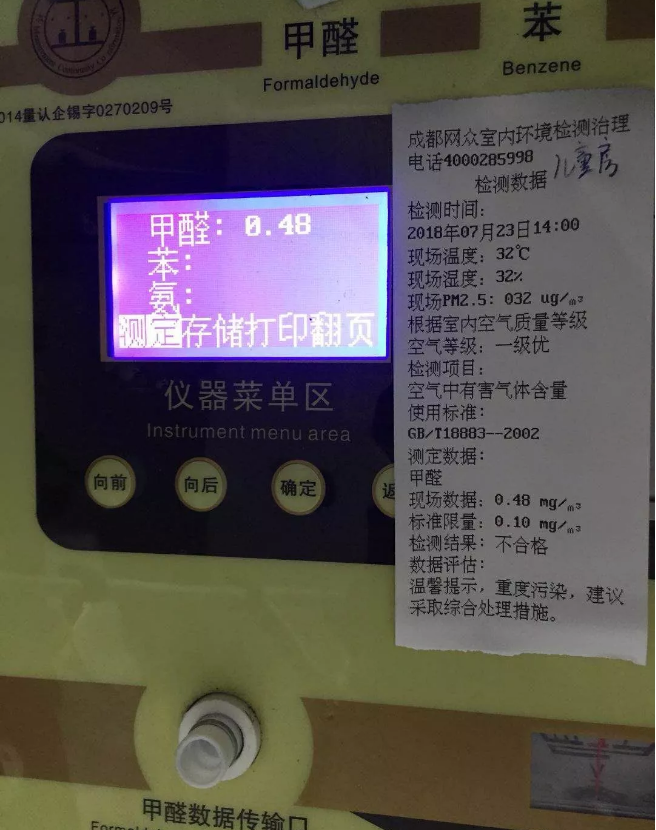 甲醛
Formaldehyde
苯
Benzene
014量认企锡字0270209号
甲醛: 0.48
苯:
氨:
测定存储打印翻页
仪器菜单区
Instrument menu area
向前
向后
确定
返
成都网众室内环境检测治理
电话4000285998
儿童房
检测数据
检测时间:
2018年07月23日14:00
现场温度: 32℃
现场湿度: 32%
现场PM2.5: 032 ug/m3
根据室内空气质量等级
空气等级: 一级优
检测项目:
空气中有害气体含量
使用标准:
GB/T18883--2002
测定数据:
甲醛
现场数据: 0.48 mg/m3
标准限量: 0.10 mg/m3
检测结果: 不合格
数据评估:
温馨提示, 重度污染, 建议
采取综合处理措施。
甲醛数据传输口